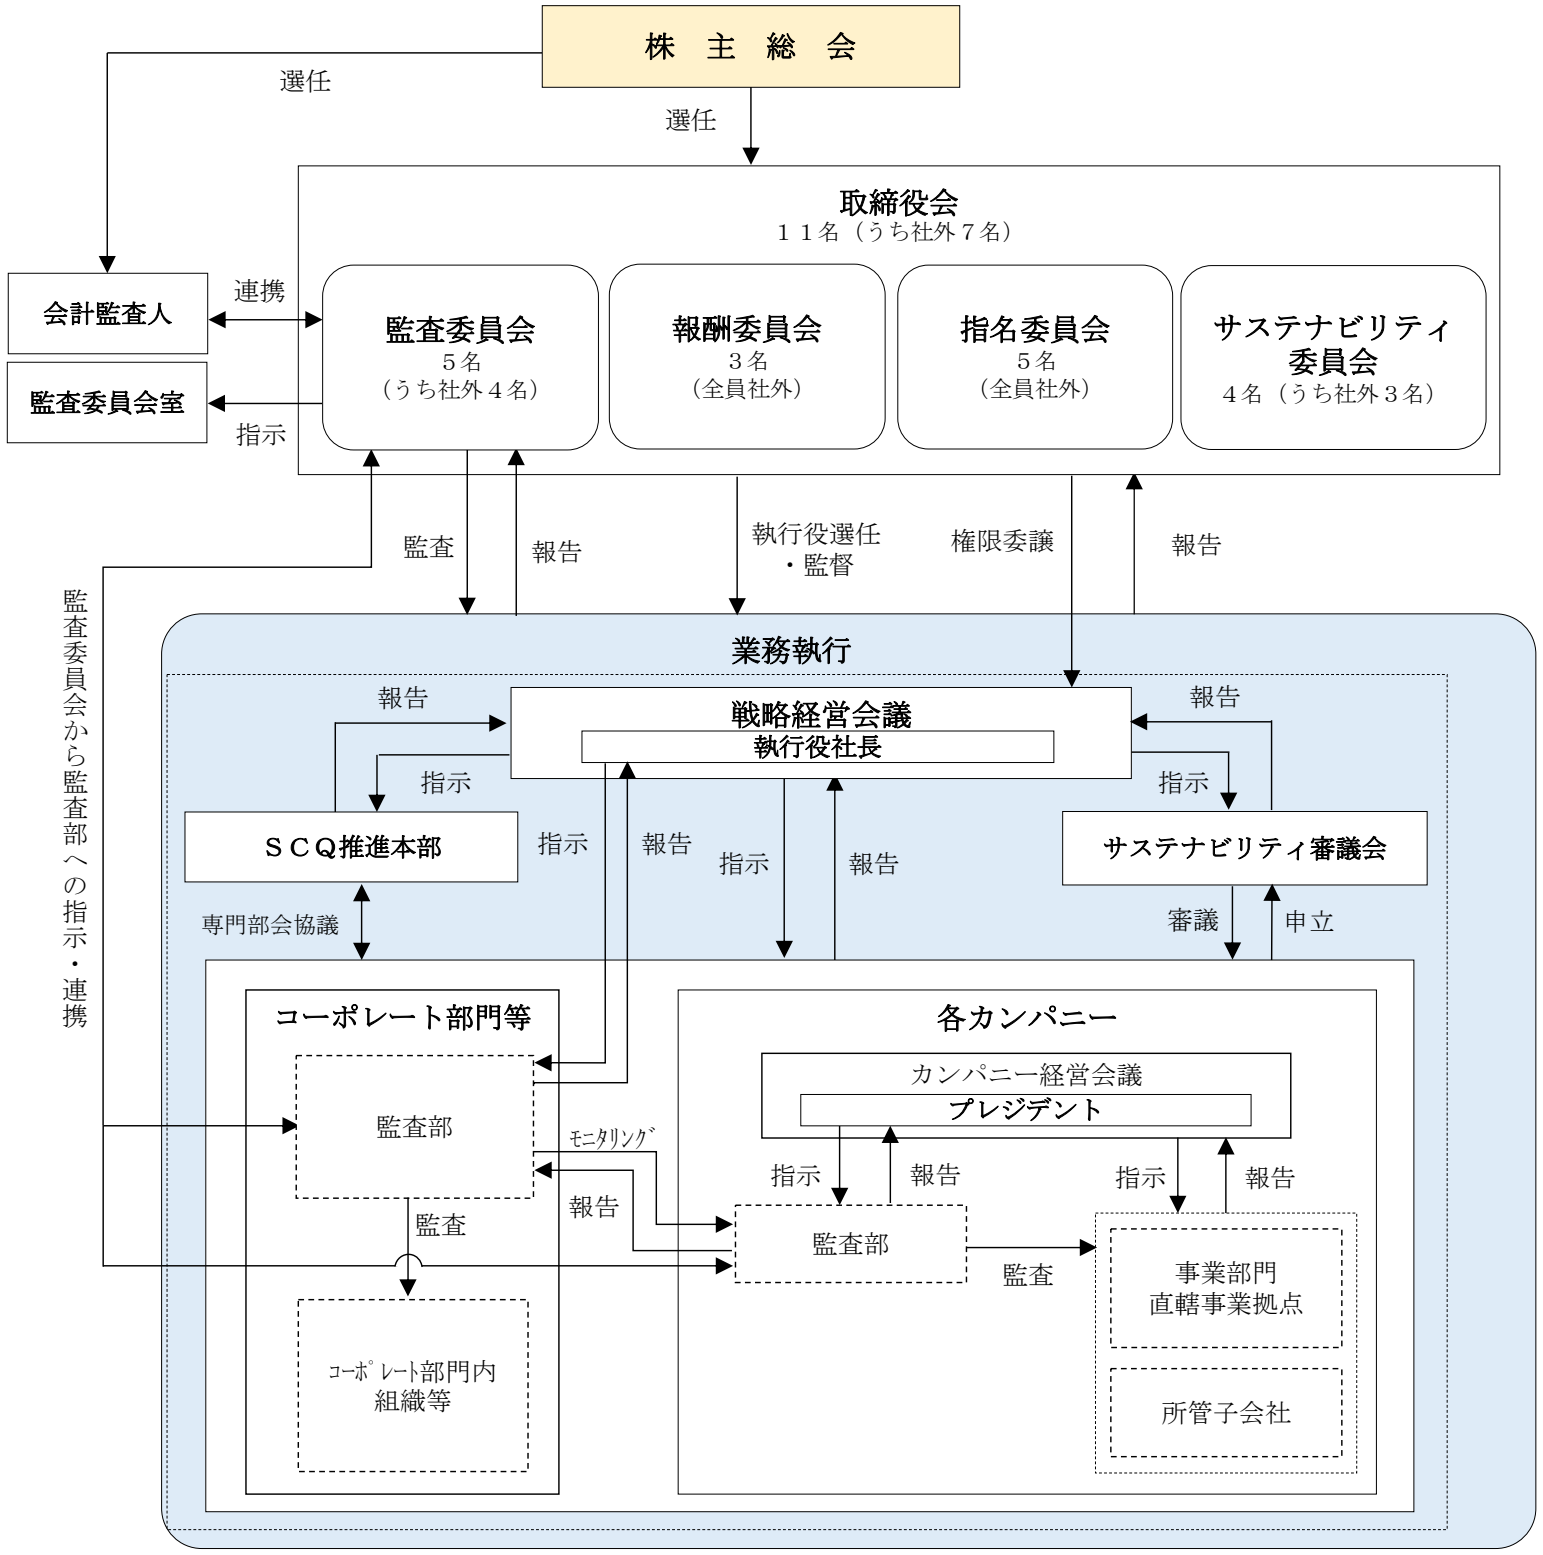 株　主　総　会
選任
選任
取締役会
１１名（うち社外７名）
会計監査人
連携
監査委員会
５名
（うち社外４名）
報酬委員会
３名
（全員社外）
指名委員会
５名
（全員社外）
サステナビリティ
委員会
４名（うち社外３名）
監査委員会室
指示
監査
報告
執行役選任
・監督
権限委譲
報告
監査委員会から監査部への指示・連携
業務執行
報告
戦略経営会議
執行役社長
報告
指示
指示
ＳＣＱ推進本部
指示
報告
指示
報告
サステナビリティ審議会
専門部会協議
審議
申立
コーポレート部門等
各カンパニー
カンパニー経営会議
プレジデント
監査部
ﾓﾆﾀﾘﾝｸﾞ
指示
報告
指示
報告
報告
監査
監査部
監査
事業部門
直轄事業拠点
ｺｰﾎﾟﾚｰﾄ部門内
組織等
所管子会社